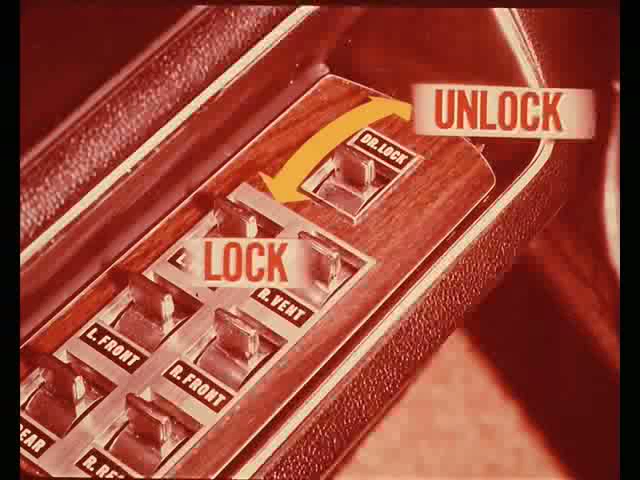 UNLOCK
DR.LOCK
LOCK
R. VENT
L. FRONT
R. FRONT